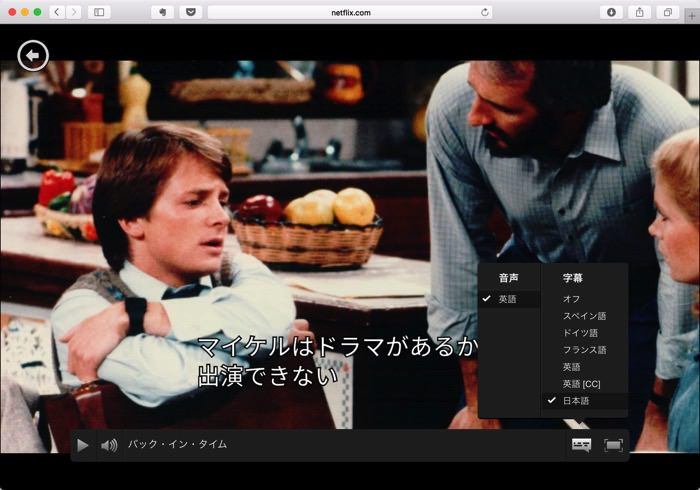 netflix.com
マイケルはドラマがあるか
出演できない
音声
英語
字幕
オフ
スペイン語
ドイツ語
フランス語
英語
英語 [CC]
日本語
バック・イン・タイム